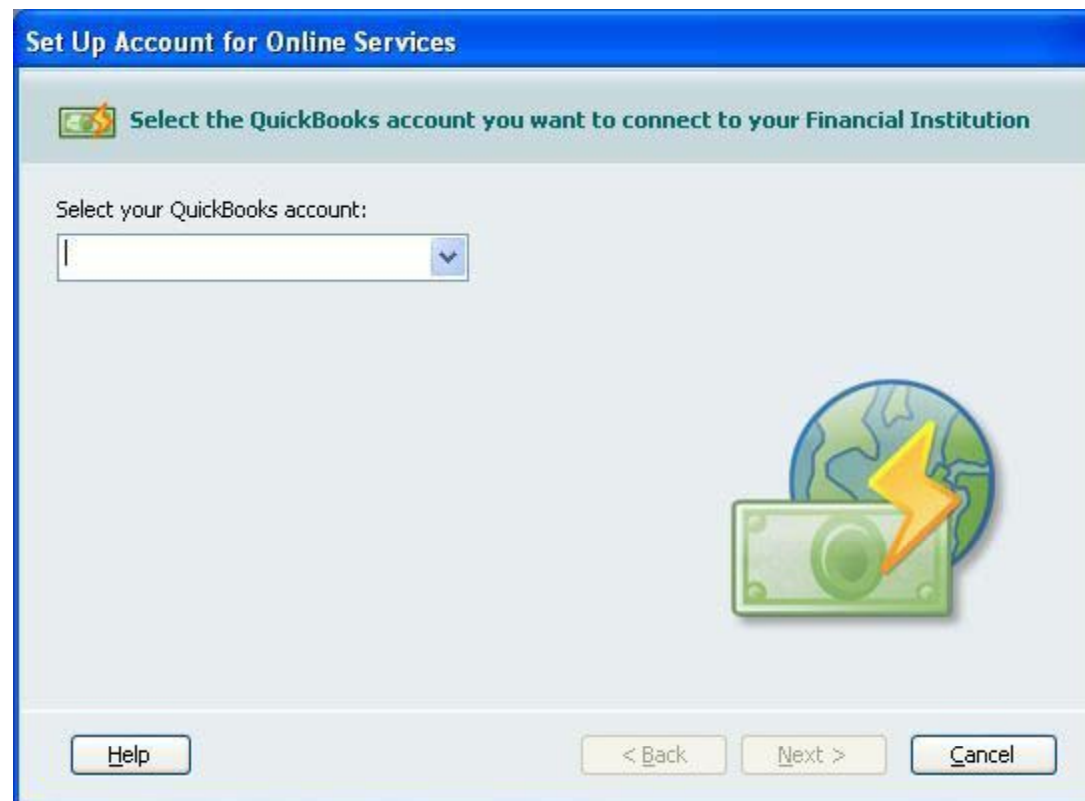 Set Up Account for Online Services
Select the QuickBooks account you want to connect to your Financial Institution
Select your QuickBooks account:
Help
< Back
Next >
Cancel